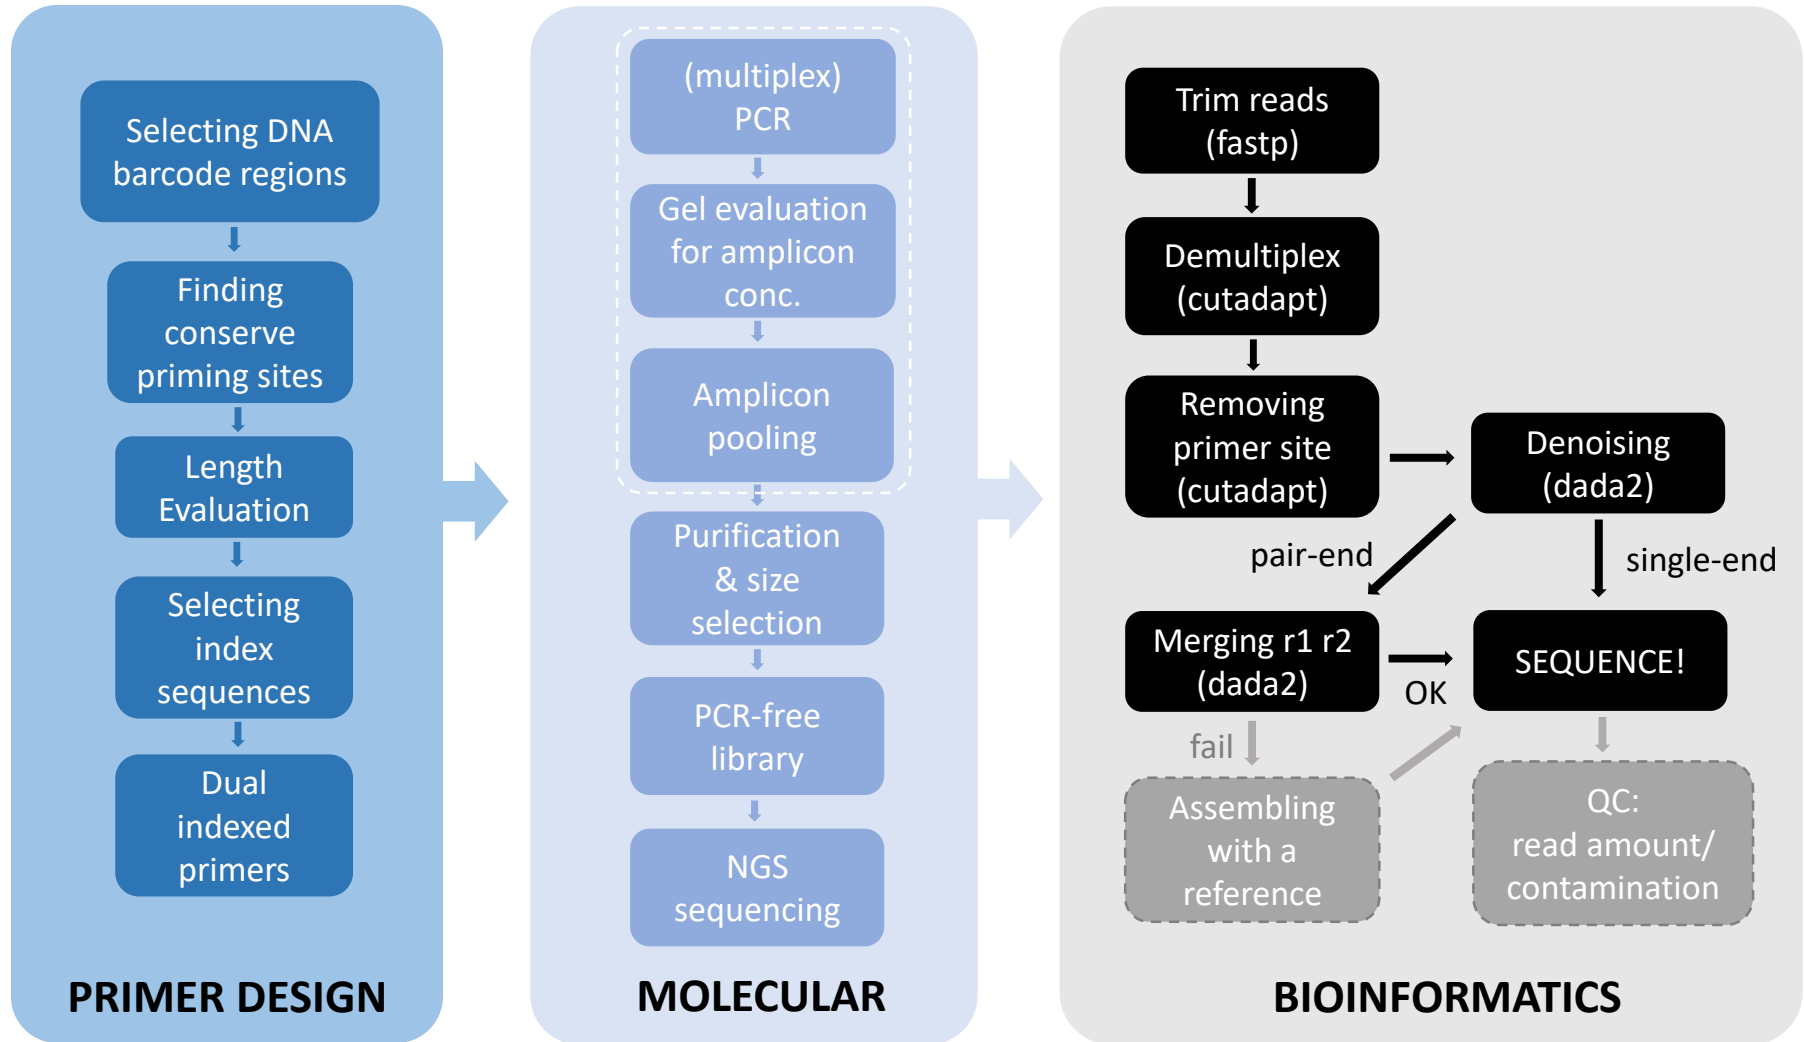 Selecting DNA
barcode regions
Finding
conserve
priming sites
Length
Evaluation
Selecting
index
sequences
Dual
indexed
primers
PRIMER DESIGN
(multiplex)
PCR
Gel evaluation
for amplicon
conc.
Amplicon
pooling
Purification
& size
selection
PCR-free
library
NGS
sequencing
MOLECULAR
Trim reads
(fastp)
Demultiplex
(cutadapt)
Removing
primer site
(cutadapt)
Denoising
(dada2)
pair-end
single-end
Merging r1 r2
(dada2)
OK
SEQUENCE!
fail
Assembling
with a
reference
QC:
read amount/
contamination
BIOINFORMATICS